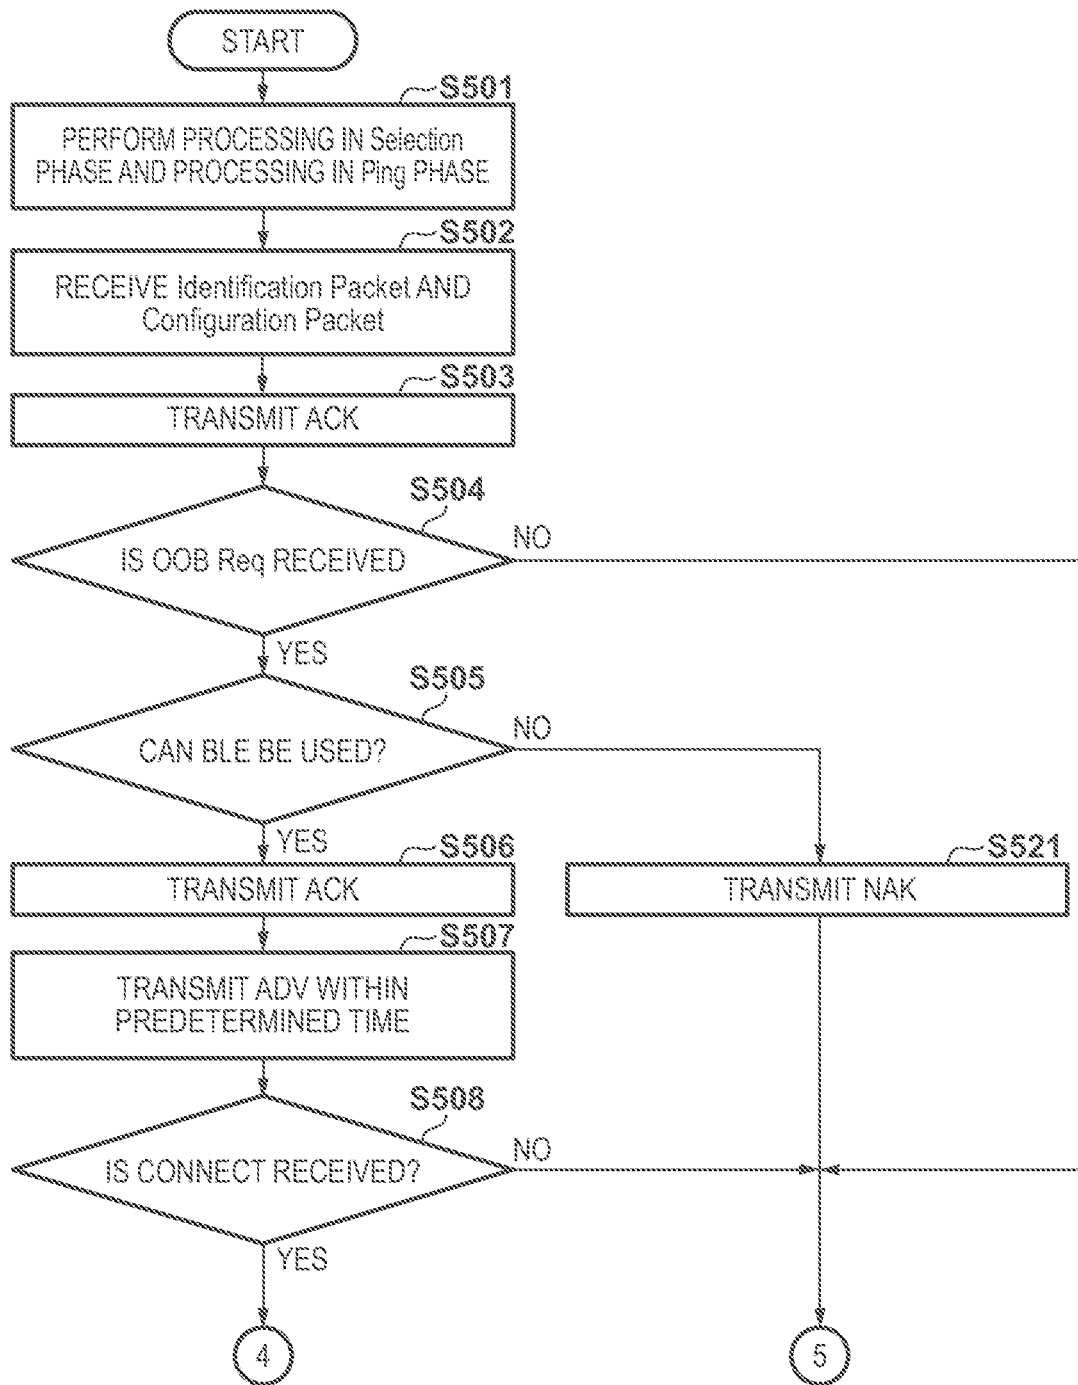 START
S501
PERFORM PROCESSING IN Selection
PHASE AND PROCESSING IN Ping PHASE
S502
RECEIVE Identification Packet AND
Configuration Packet
S503
TRANSMIT ACK
S504
IS OOB Req RECEIVED
NO
YES
S505
CAN BLE BE USED?
NO
YES
S506
TRANSMIT ACK
S521
TRANSMIT NAK
S507
TRANSMIT ADV WITHIN
PREDETERMINED TIME
S508
IS CONNECT RECEIVED?
NO
YES
4
5